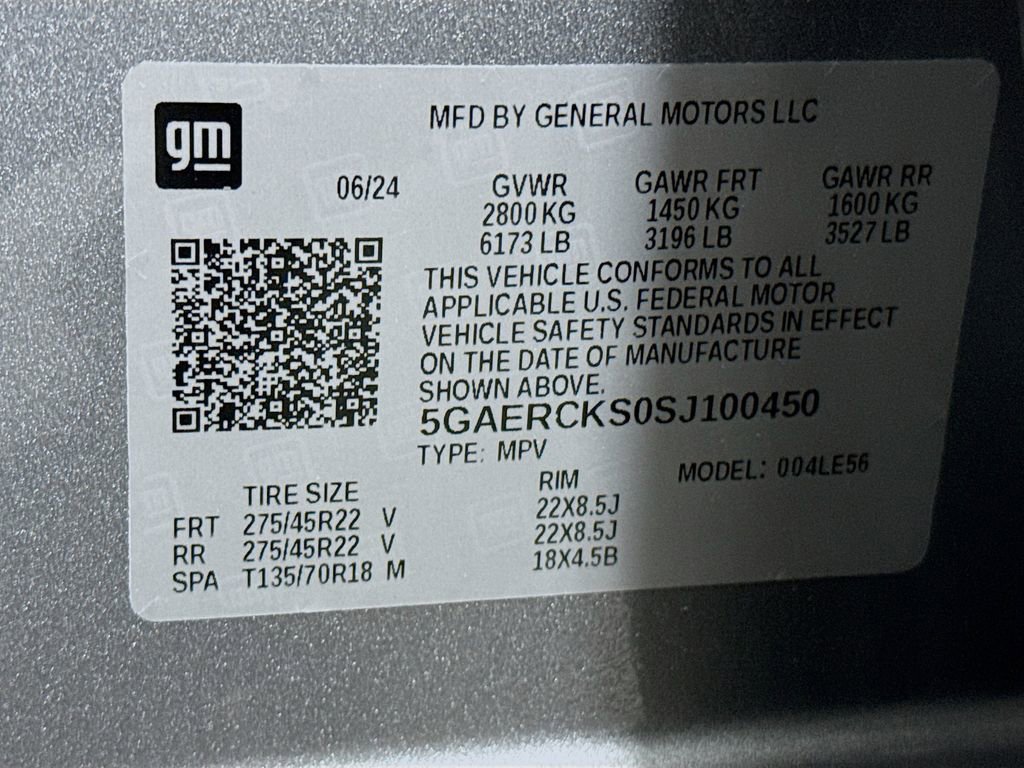 gm
MFD BY GENERAL MOTORS LLC
06/24 GVWR GAWR FRT GAWR RR
2800 KG 1450 KG 1600 KG
6173 LB 3196 LB 3527 LB
THIS VEHICLE CONFORMS TO ALL
APPLICABLE U.S. FEDERAL MOTOR
VEHICLE SAFETY STANDARDS IN EFFECT
ON THE DATE OF MANUFACTURE
SHOWN ABOVE.
5GAERCKS0SJ100450
TYPE: MPV
MODEL: 004LE56
TIRE SIZE RIM
FRT 275/45R22 V 22X8.5J
RR 275/45R22 V 22X8.5J
SPA T135/70R18 M 18X4.5B